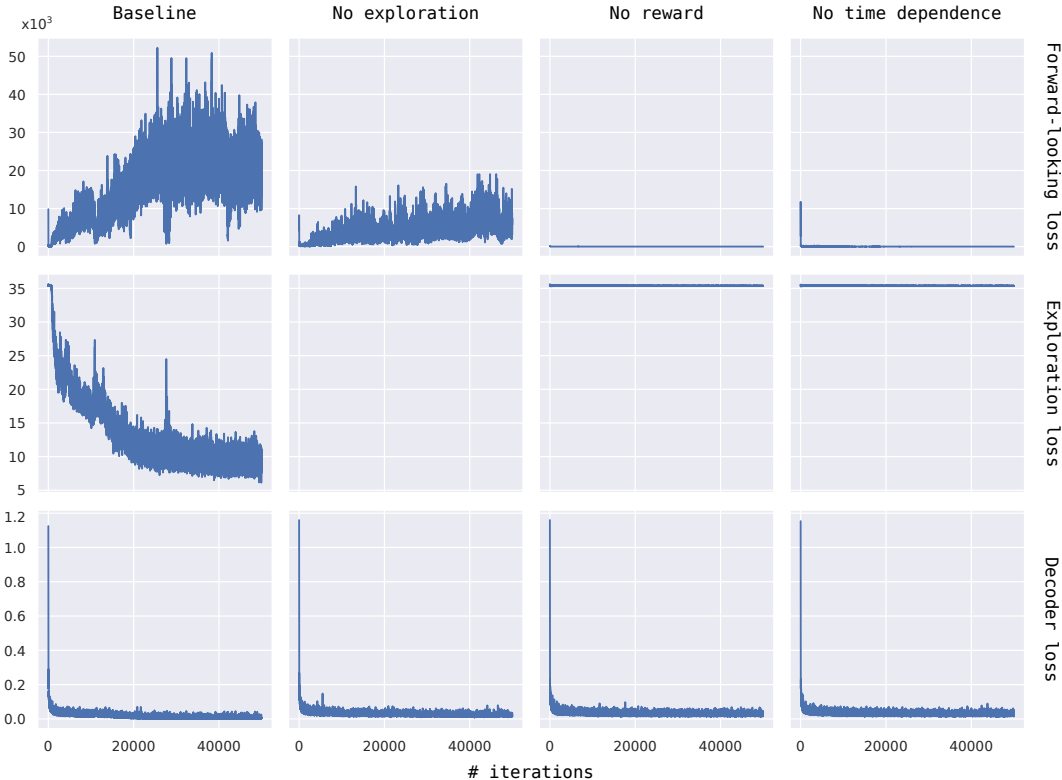 Baseline No exploration No reward No time dependence
x10³
50
40
30
20
10
0
Forward-looking loss
35
30
25
20
15
10
5
Exploration loss
1.2
1.0
0.8
0.6
0.4
0.2
0.0
Decoder loss
0 20000 40000 0 20000 40000 0 20000 40000 0 20000 40000
# iterations